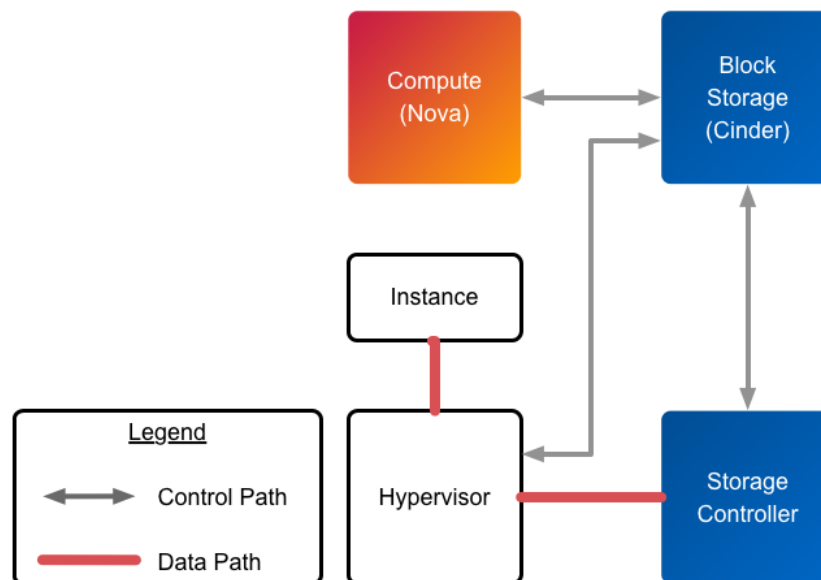 Compute
(Nova)
Block
Storage
(Cinder)
Instance
Legend
Control Path
Data Path
Hypervisor
Storage
Controller